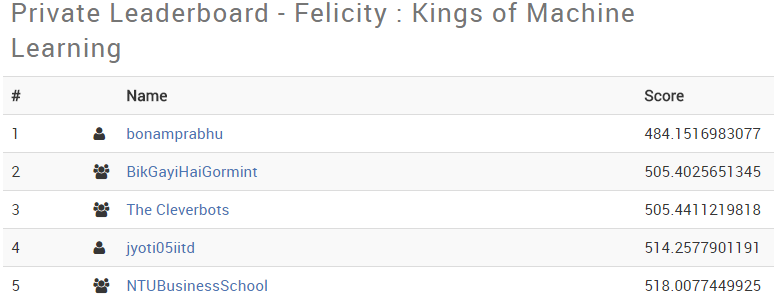 Private Leaderboard - Felicity : Kings of Machine
Learning
# Name Score
1 bonamprabhu 484.1516983077
2 BikGayiHaiGormint 505.4025651345
3 The Cleverbots 505.4411219818
4 jyoti05iitd 514.2577901191
5 NTUBusinessSchool 518.0077449925